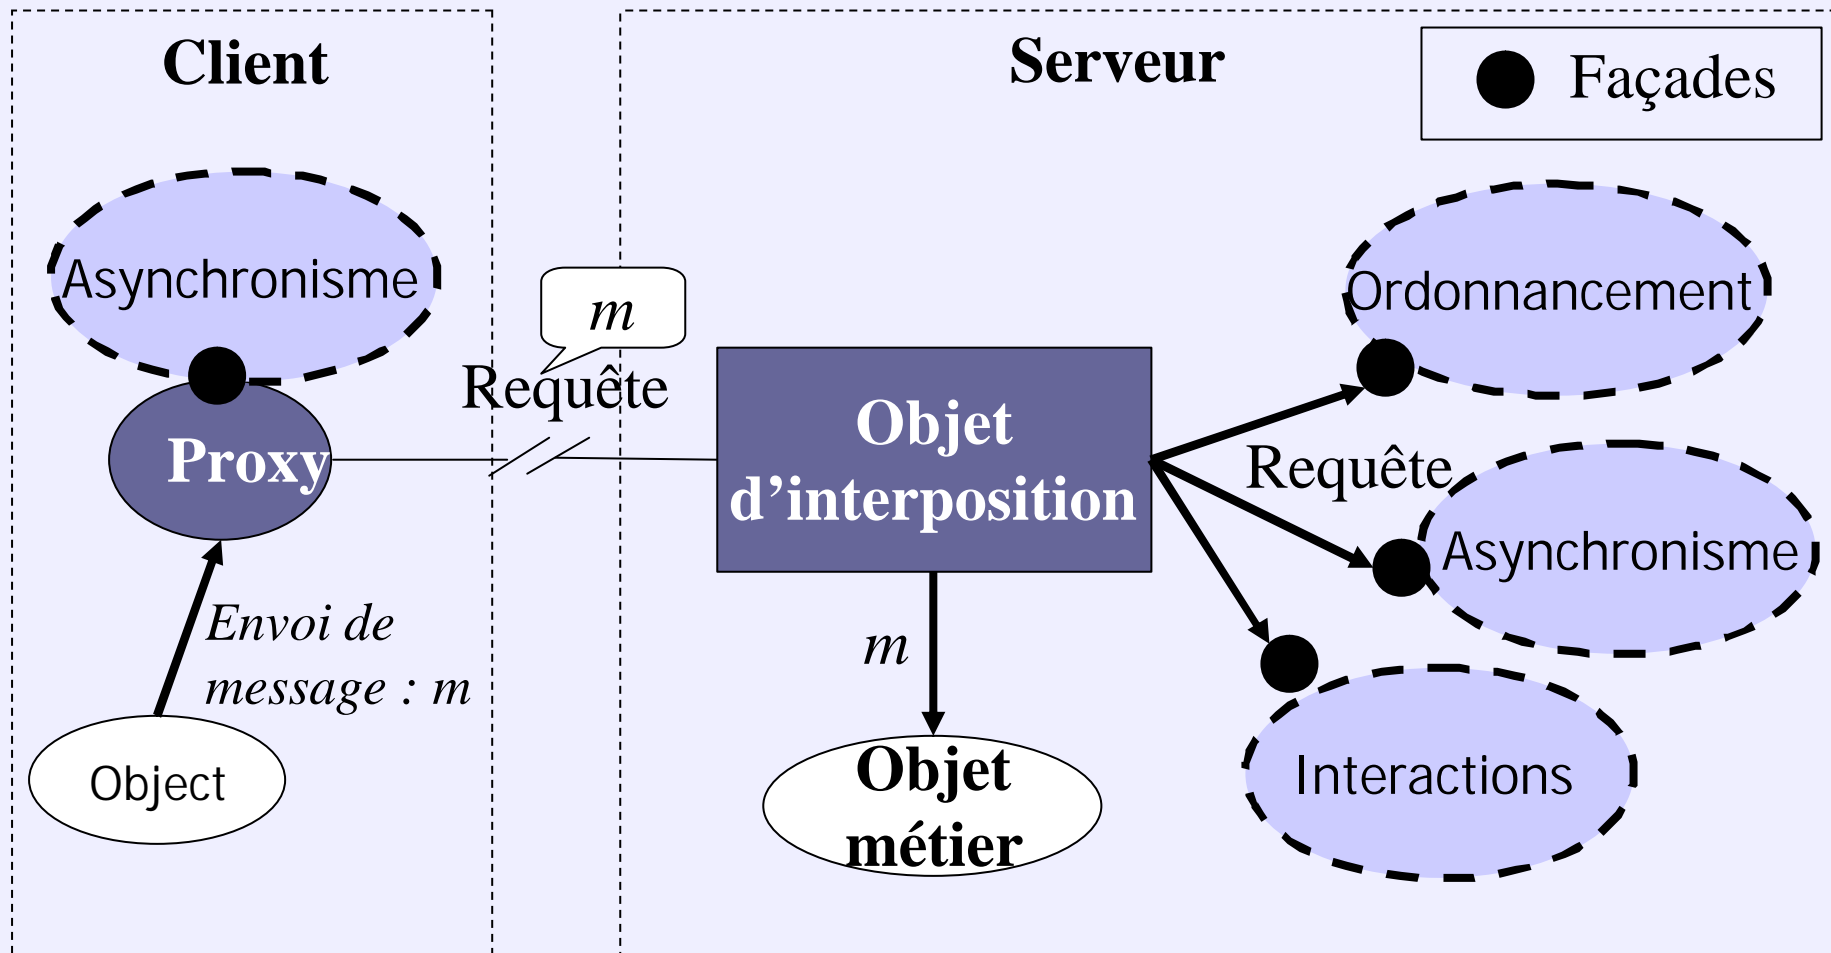 Client
Serveur
Façades
Asynchronisme
Ordonnancement
m
Requête
Objet
d’interposition
Proxy
Requête
Asynchronisme
Envoi de
message : m
m
Object
Objet
métier
Interactions